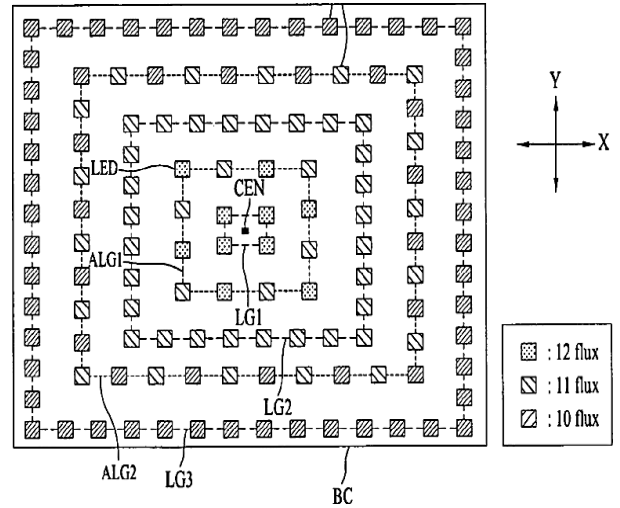 Y
X
LED
CEN
ALG1
LG1
: 12 flux
: 11 flux
: 10 flux
LG2
ALG2
LG3
BC